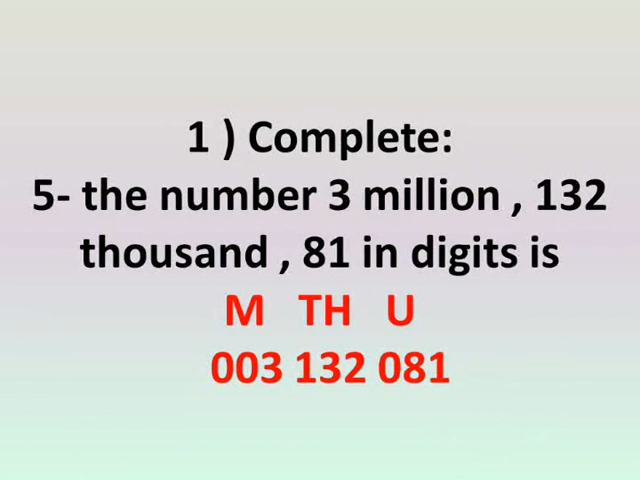 1 ) Complete:
5- the number 3 million , 132
thousand , 81 in digits is
M TH U
003 132 081